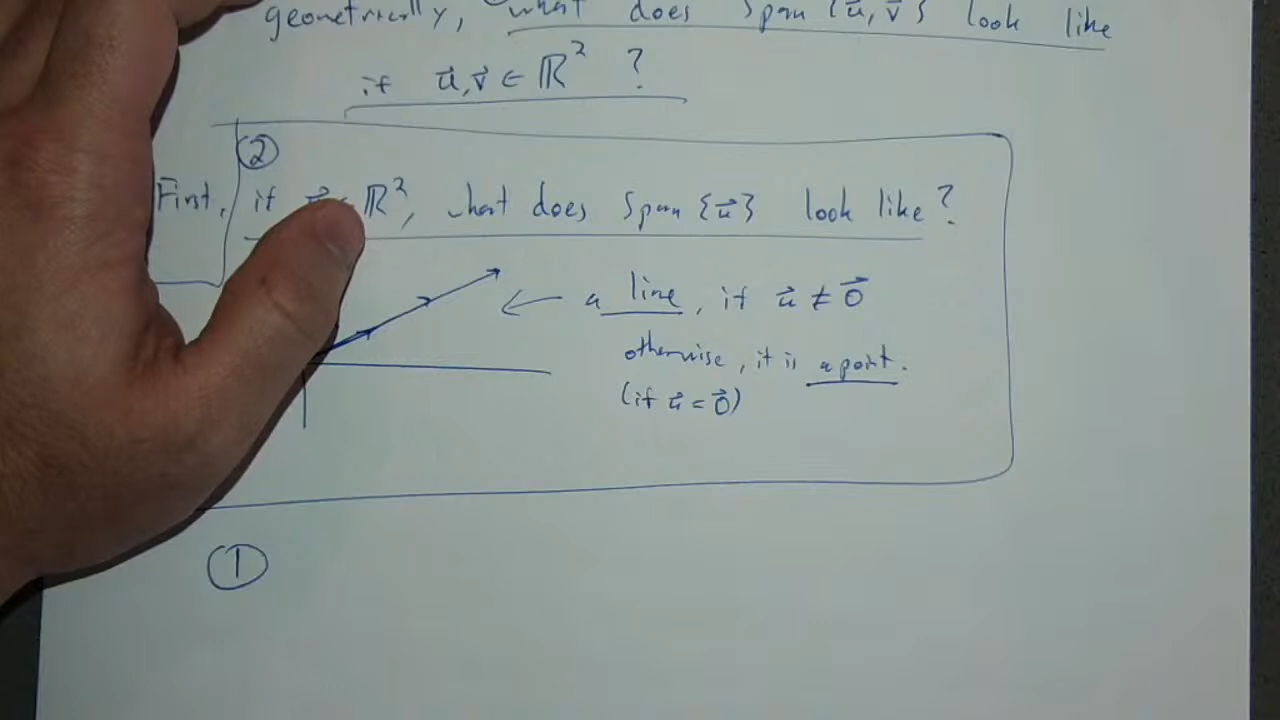 geometrically, what does Span {u⃗, v⃗} look like
if u⃗, v⃗ ∈ ℝ² ?
②
First, if ℝ², what does Span {u⃗} look like ?
a line, if u⃗ ≠ 0⃗
otherwise, it is a point.
(if u⃗ = 0⃗)
①